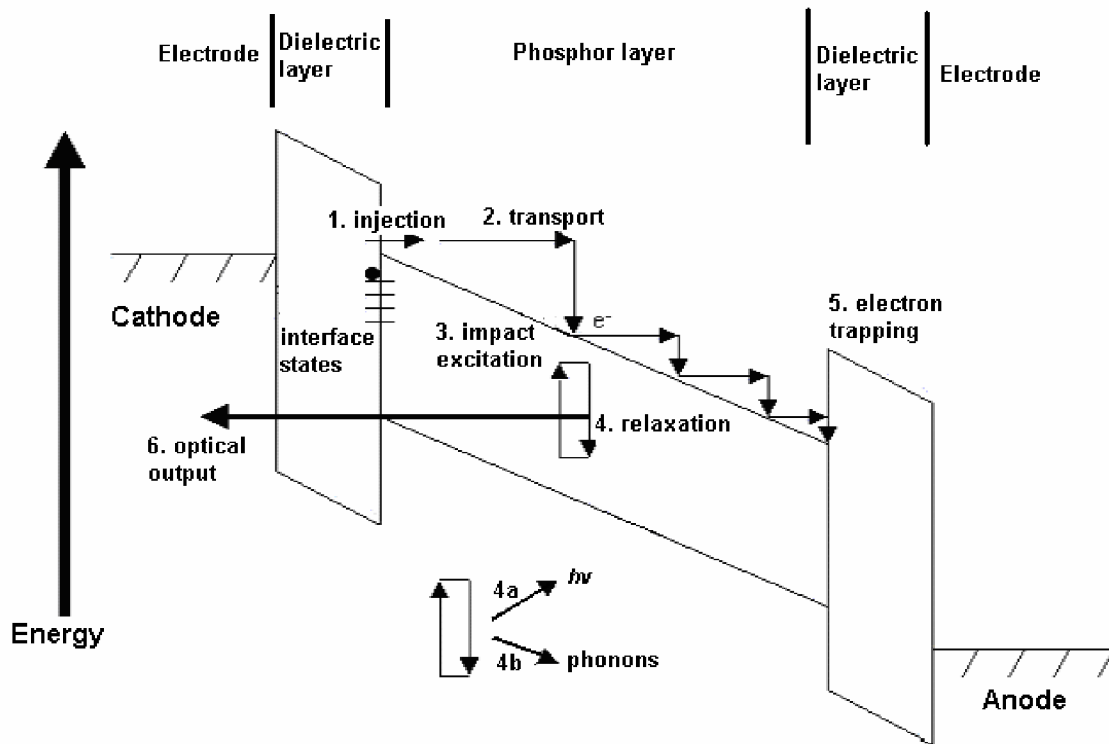 Electrode
Dielectric
layer
Phosphor layer
Dielectric
layer
Electrode
1. injection
2. transport
Cathode
interface
states
3. impact
excitation
e-
5. electron
trapping
4. relaxation
6. optical
output
4a
hv
4b
phonons
Energy
Anode